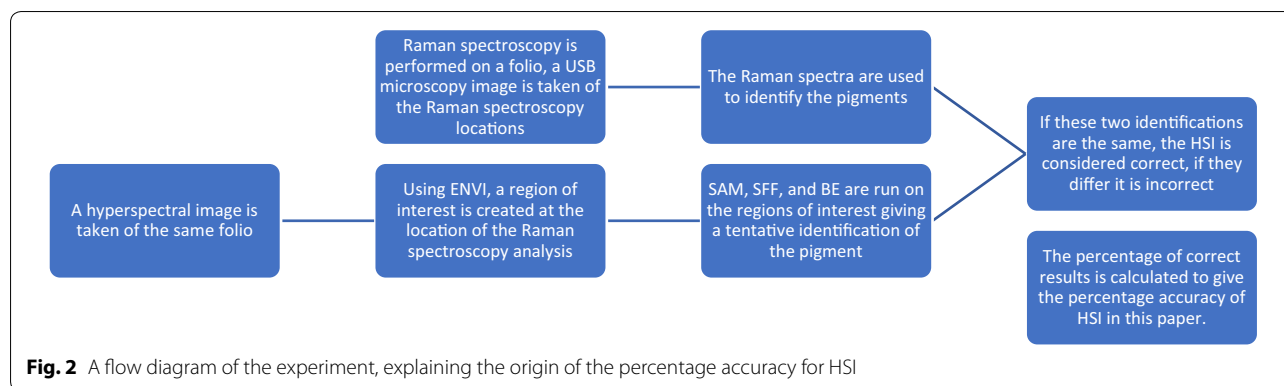 Raman spectroscopy is
performed on a folio, a USB
microscopy image is taken of
the Raman spectroscopy
locations
The Raman spectra are used
to identify the pigments
A hyperspectral image is
taken of the same folio
Using ENVI, a region of
interest is created at the
location of the Raman
spectroscopy analysis
SAM, SFF, and BE are run on
the regions of interest giving
a tentative identification of
the pigment
If these two identifications
are the same, the HSI is
considered correct, if they
differ it is incorrect
The percentage of correct
results is calculated to give
the percentage accuracy of
HSI in this paper.
Fig. 2 A flow diagram of the experiment, explaining the origin of the percentage accuracy for HSI